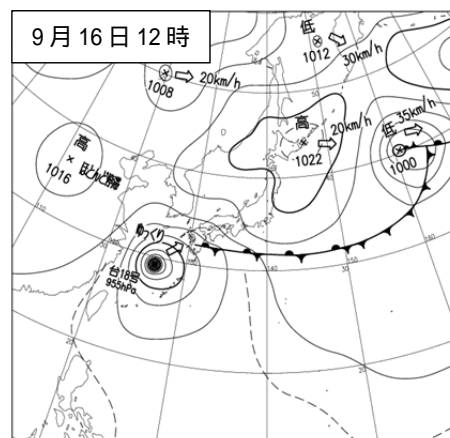 9月16日12時
低
1012
30km/h
20km/h
1008
高
20km/h
1022
低
35km/h
1000
高
1016
ほとんど停滞
ゆっくり
台18号
955hPa
140